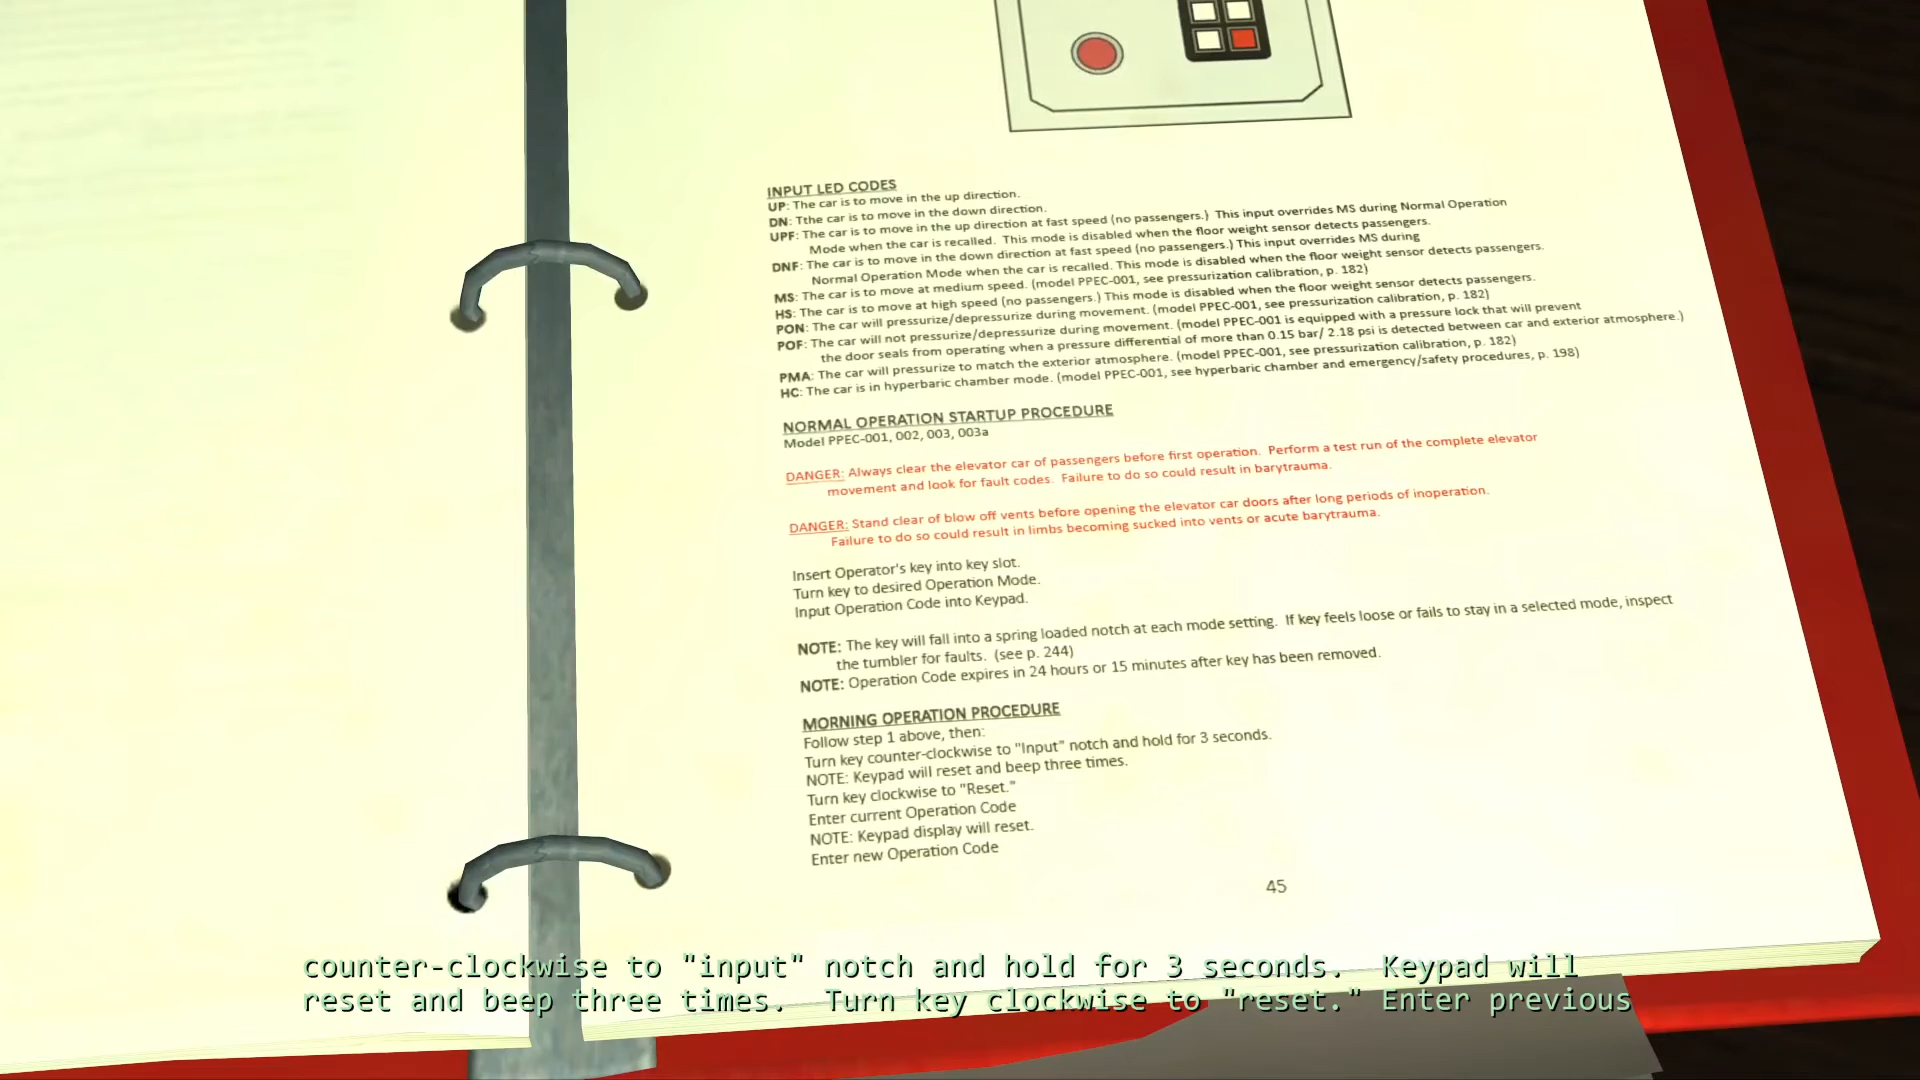 INPUT LED CODES
UP: The car is to move in the up direction.
DN: Tthe car is to move in the down direction.
UPF: The car is to move in the up direction at fast speed (no passengers.)  This input overrides MS during Normal Operation
Mode when the car is recalled.  This mode is disabled when the floor weight sensor detects passengers.
DNF: The car is to move in the down direction at fast speed (no passengers.) This input overrides MS during
Normal Operation Mode when the car is recalled. This mode is disabled when the floor weight sensor detects passengers.
MS: The car is to move at medium speed. (model PPEC-001, see pressurization calibration, p. 182)
HS: The car is to move at high speed (no passengers.) This mode is disabled when the floor weight sensor detects passengers.
PON: The car will pressurize/depressurize during movement. (model PPEC-001, see pressurization calibration, p. 182)
POF: The car will not pressurize/depressurize during movement. (model PPEC-001 is equipped with a pressure lock that will prevent
the door seals from operating when a pressure differential of more than 0.15 bar/ 2.18 psi is detected between car and exterior atmosphere.)
PMA: The car will pressurize to match the exterior atmosphere. (model PPEC-001, see pressurization calibration, p. 182)
HC: The car is in hyperbaric chamber mode. (model PPEC-001, see hyperbaric chamber and emergency/safety procedures, p. 198)
NORMAL OPERATION STARTUP PROCEDURE
Model PPEC-001, 002, 003, 003a
DANGER: Always clear the elevator car of passengers before first operation.  Perform a test run of the complete elevator
movement and look for fault codes.  Failure to do so could result in barytrauma.
DANGER: Stand clear of blow off vents before opening the elevator car doors after long periods of inoperation.
Failure to do so could result in limbs becoming sucked into vents or acute barytrauma.
Insert Operator's key into key slot.
Turn key to desired Operation Mode.
Input Operation Code into Keypad.
NOTE: The key will fall into a spring loaded notch at each mode setting.  If key feels loose or fails to stay in a selected mode, inspect
the tumbler for faults.  (see p. 244)
NOTE: Operation Code expires in 24 hours or 15 minutes after key has been removed.
MORNING OPERATION PROCEDURE
Follow step 1 above, then:
Turn key counter-clockwise to "Input" notch and hold for 3 seconds.
NOTE: Keypad will reset and beep three times.
Turn key clockwise to "Reset."
Enter current Operation Code
NOTE: Keypad display will reset.
Enter new Operation Code
45
counter-clockwise to "input" notch and hold for 3 seconds.  Keypad will
reset and beep three times.  Turn key clockwise to "reset." Enter previous